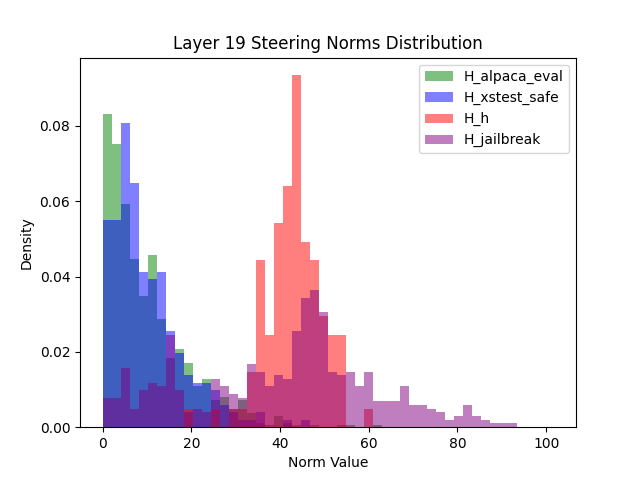 Layer 19 Steering Norms Distribution
H_alpaca_eval
H_xstest_safe
H_h
H_jailbreak
Density
0.08
0.06
0.04
0.02
0.00
0
20
40
60
80
100
Norm Value